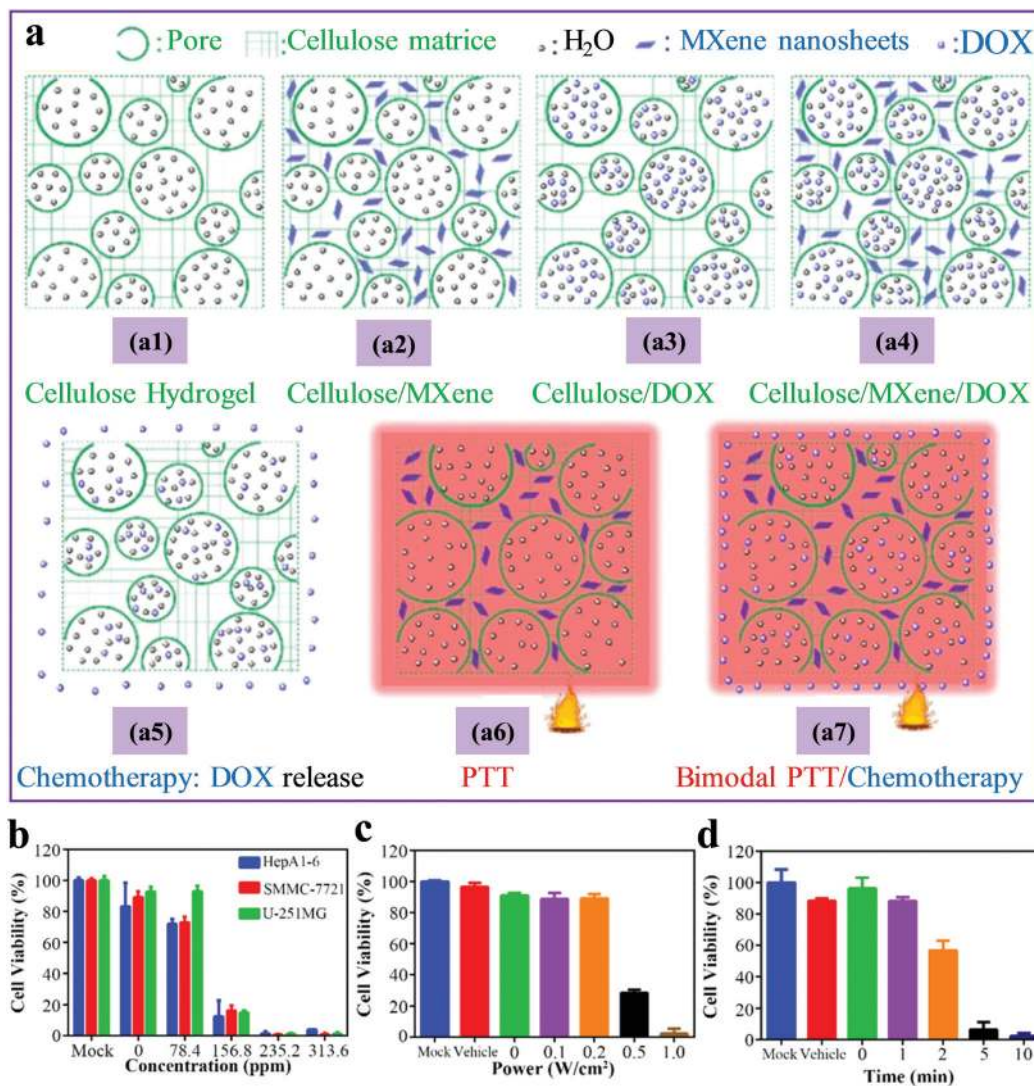 a
:Pore :Cellulose matrice :H₂O :MXene nanosheets :DOX
(a1) (a2) (a3) (a4)
Cellulose Hydrogel Cellulose/MXene Cellulose/DOX Cellulose/MXene/DOX
(a5) (a6) (a7)
Chemotherapy: DOX release PTT Bimodal PTT/Chemotherapy
b
Cell Viability (%)
120
100
80
60
40
20
0
HepA1-6
SMMC-7721
U-251MG
Mock 0 78.4 156.8 235.2 313.6
Concentration (ppm)
c
Cell Viability (%)
120
100
80
60
40
20
0
Mock Vehicle 0 0.1 0.2 0.5 1.0
Power (W/cm²)
d
Cell Viability (%)
120
100
80
60
40
20
0
Mock Vehicle 0 1 2 5 10
Time (min)